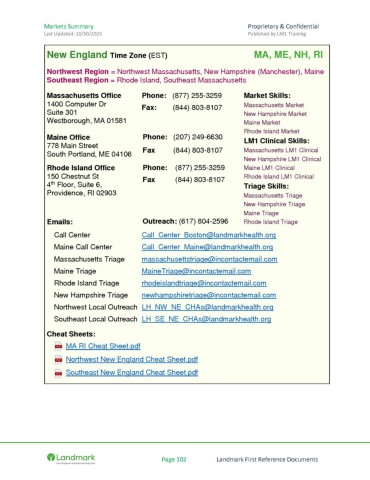 Markets Summary
Proprietary & Confidential
Last Updated: 10/30/2023
Published by LM1 Training
New England Time Zone (EST)
MA, ME, NH, RI
Northwest Region = Northwest Massachusetts, New Hampshire (Manchester), Maine
Southeast Region = Rhode Island, Southeast Massachusetts
Massachusetts Office
1400 Computer Dr
Suite 301
Westborough, MA 01581
Phone: (877) 255-3259
Fax: (844) 803-8107
Maine Office
778 Main Street
South Portland, ME 04106
Phone: (207) 249-6630
Fax (844) 803-8107
Rhode Island Office
150 Chestnut St
4th Floor, Suite 6,
Providence, RI 02903
Phone: (877) 255-3259
Fax (844) 803-8107
Market Skills:
Massachusetts Market
New Hampshire Market
Maine Market
Rhode Island Market
LM1 Clinical Skills:
Massachusetts LM1 Clinical
New Hampshire LM1 Clinical
Maine LM1 Clinical
Rhode Island LM1 Clinical
Triage Skills:
Massachusetts Triage
New Hampshire Triage
Maine Triage
Rhode Island Triage
Emails:
Outreach: (617) 804-2596
Call Center Call_Center_Boston@landmarkhealth.org
Maine Call Center Call_Center_Maine@landmarkhealth.org
Massachusetts Triage massachusettstriage@incontactemail.com
Maine Triage MaineTriage@incontactemail.com
Rhode Island Triage rhodeislandtriage@incontactemail.com
New Hampshire Triage newhampshiretriage@incontactemail.com
Northwest Local Outreach LH_NW_NE_CHAs@landmarkhealth.org
Southeast Local Outreach LH_SE_NE_CHAs@landmarkhealth.org
Cheat Sheets:
MA RI Cheat Sheet.pdf
Northwest New England Cheat Sheet.pdf
Southeast New England Cheat Sheet.pdf
Landmark
Page 102
Landmark First Reference Documents